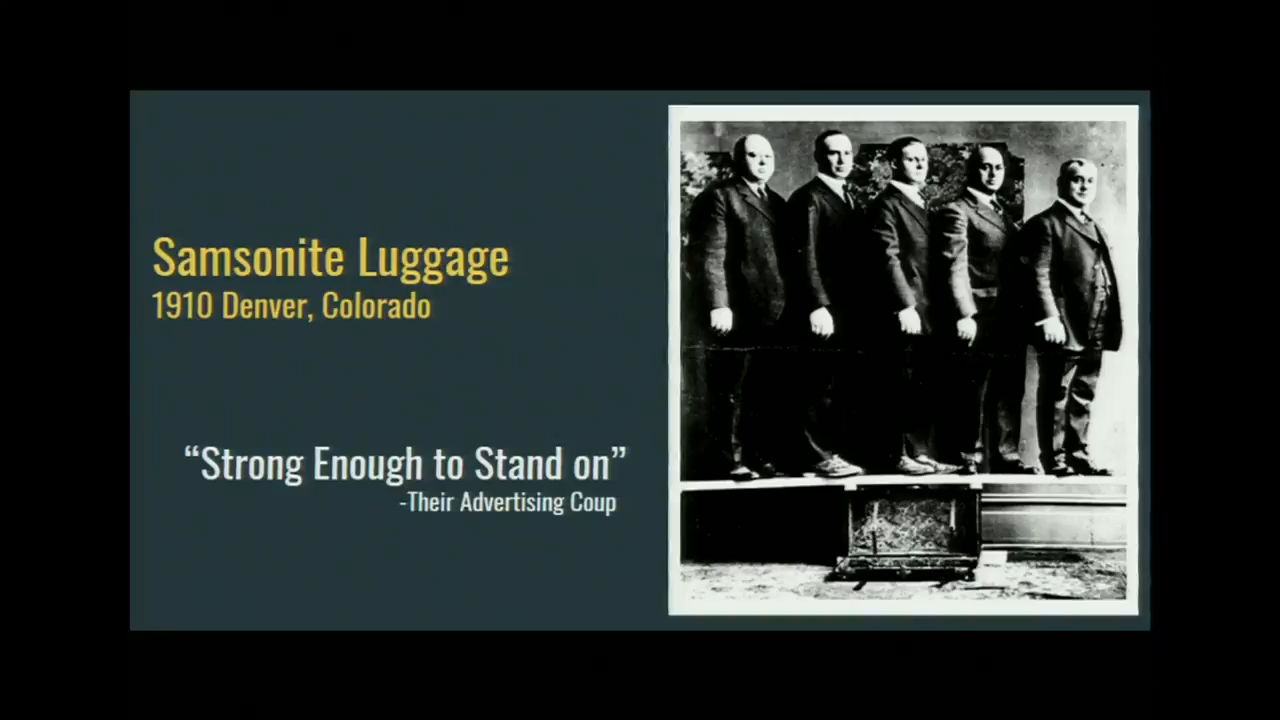 Samsonite Luggage
1910 Denver, Colorado
“Strong Enough to Stand on”
-Their Advertising Coup